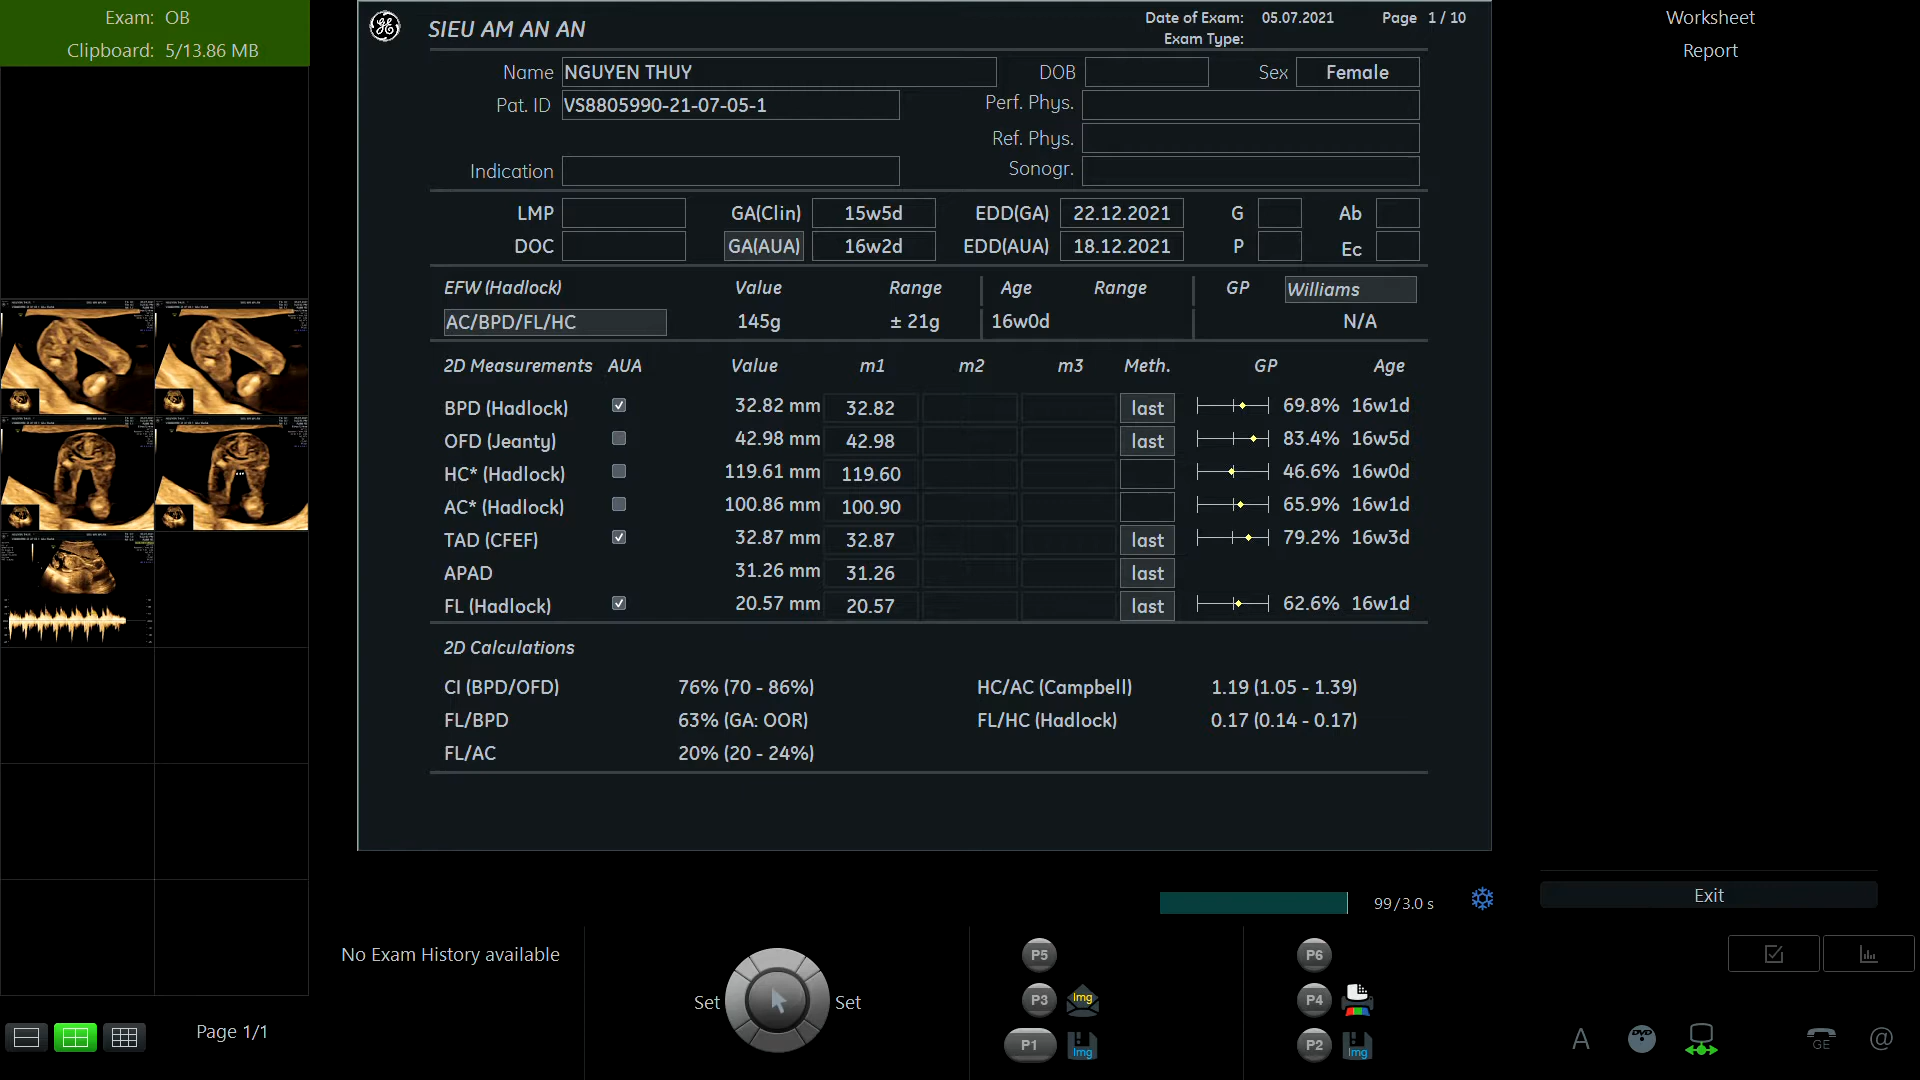 Exam: OB
Clipboard: 5/13.86 MB
SIEU AM AN AN
Date of Exam: 05.07.2021 Page 1 / 10
Exam Type:
Name NGUYEN THUY DOB Sex Female
Pat. ID VS8805990-21-07-05-1 Perf. Phys.
Ref. Phys.
Indication Sonogr.
LMP GA(Clin) 15w5d EDD(GA) 22.12.2021 G Ab
DOC GA(AUA) 16w2d EDD(AUA) 18.12.2021 P Ec
EFW (Hadlock) Value Range Age Range GP Williams
AC/BPD/FL/HC 145g ± 21g 16w0d N/A
2D Measurements AUA Value m1 m2 m3 Meth. GP Age
BPD (Hadlock) 32.82 mm 32.82 last 69.8% 16w1d
OFD (Jeanty) 42.98 mm 42.98 last 83.4% 16w5d
HC* (Hadlock) 119.61 mm 119.60 46.6% 16w0d
AC* (Hadlock) 100.86 mm 100.90 65.9% 16w1d
TAD (CFEF) 32.87 mm 32.87 last 79.2% 16w3d
APAD 31.26 mm 31.26 last
FL (Hadlock) 20.57 mm 20.57 last 62.6% 16w1d
2D Calculations
CI (BPD/OFD) 76% (70 - 86%) HC/AC (Campbell) 1.19 (1.05 - 1.39)
FL/BPD 63% (GA: OOR) FL/HC (Hadlock) 0.17 (0.14 - 0.17)
FL/AC 20% (20 - 24%)
Worksheet
Report
99/3.0 s
Exit
No Exam History available
Set Set
P5 P6
P3 Img P4
P1 Img P2 Img
Page 1/1
A DVD GE @